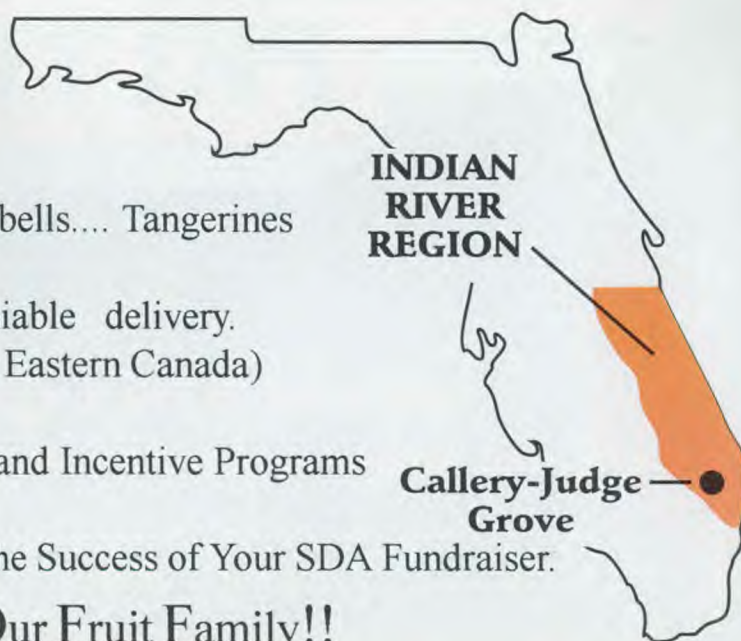 INDIAN
RIVER
REGION
bells.... Tangerines
iable delivery.
Eastern Canada)
and Incentive Programs
Callery-Judge
Grove
he Success of Your SDA Fundraiser.
Our Fruit Family!!